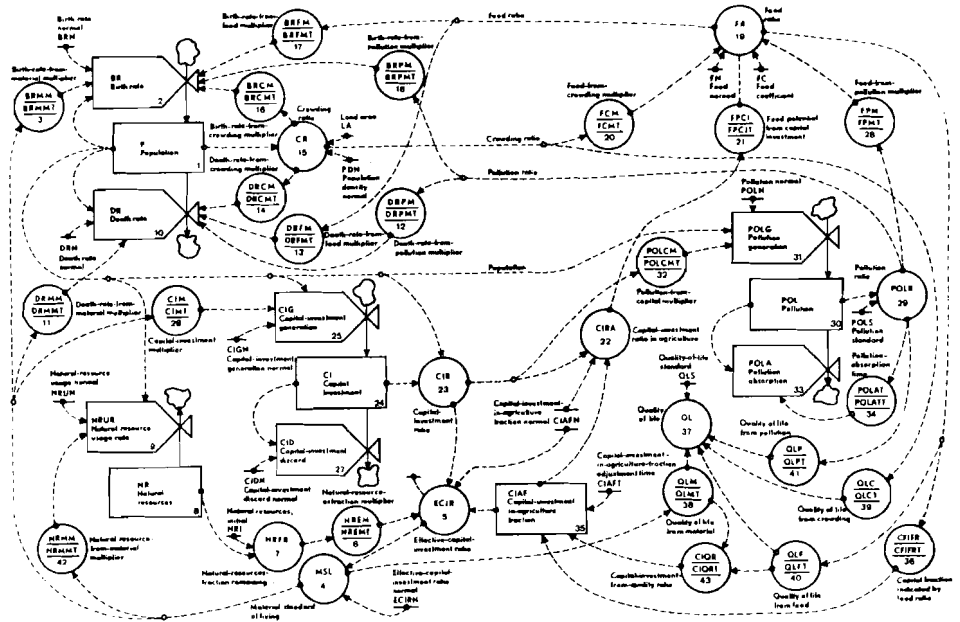 Birth rate
normal
BRN
Birth-rate-from-
material multiplier
BRMM
BRMMT
3
BR
Birth rate
2
BRFM
BRFMT
17
Birth-rate-from-
food multiplier
Birth-rate-from-
pollution multiplier
BRPM
BRPMT
18
BRCM
BRCMT
16
Birth-rate-from-
crowding multiplier
P
Population
1
Crowding
ratio
CR
15
Land area
LA
PDN
Population
density
normal
Death-rate-from-
crowding multiplier
DRCM
DRCMT
14
DR
Death rate
10
DRN
Death rate
normal
DRFM
DRFMT
13
Death-rate-from-
food multiplier
DRPM
DRPMT
12
Death-rate-from-
pollution multiplier
DRMM
DRMMT
11
Death-rate-from-
material multiplier
Food ratio
Crowding ratio
Pollution ratio
Population
FR
19
Food
ratio
FN
Food
normal
FC
Food
coefficient
Food-from-
crowding multiplier
FCM
FCMT
20
FPCI
FPCIT
21
Food potential
from capital
investment
Food-from-
pollution multiplier
FPM
FPMT
28
Pollution normal
POLN
POLG
Pollution
generation
31
POLCM
POLCMT
32
Pollution-from-
capital multiplier
POL
Pollution
30
Pollution
ratio
POLR
29
POLS
Pollution
standard
POLA
Pollution
absorption
33
Pollution-
absorption
time
POLAT
POLATT
34
CIM
CIMT
26
Capital-investment
multiplier
CIG
Capital-investment
generation
25
CIGN
Capital-investment
generation normal
CI
Capital
investment
24
CID
Capital-investment
discard
27
CIDN
Capital-investment
discard normal
CIR
23
Capital-
investment
ratio
CIRA
22
Capital-investment
ratio in agriculture
Capital-investment-
in-agriculture
fraction normal
CIAFN
Natural-resource
usage normal
NRUN
NRUR
Natural resource
usage rate
9
NR
Natural
resources
8
NRMM
NRMMT
42
Natural resource
from-material
multiplier
Natural resources,
initial
NRI
NRFR
7
Natural-resources-
fraction remaining
Natural-resource-
extraction multiplier
NREM
NREMT
6
ECIR
5
Effective-capital-
investment ratio
MSL
4
Material standard
of living
Effective-capital-
investment ratio
normal
ECIRN
CIAF
Capital-investment
in-agriculture
fraction
35
Capital-investment-
in-agriculture-fraction
adjustment time
CIAFT
Quality-of-life
standard
QLS
Quality
of life
QL
37
QLM
QLMT
38
Quality of life
from material
Quality of life
from pollution
QLP
QLPT
41
QLC
QLCT
39
Quality of life
from crowding
CIQR
CIQRT
43
Capital-investment
from-quality ratio
QLF
QLFT
40
Quality of life
from food
CFIFR
CFIFRT
36
Capital fraction
indicated by
food ratio